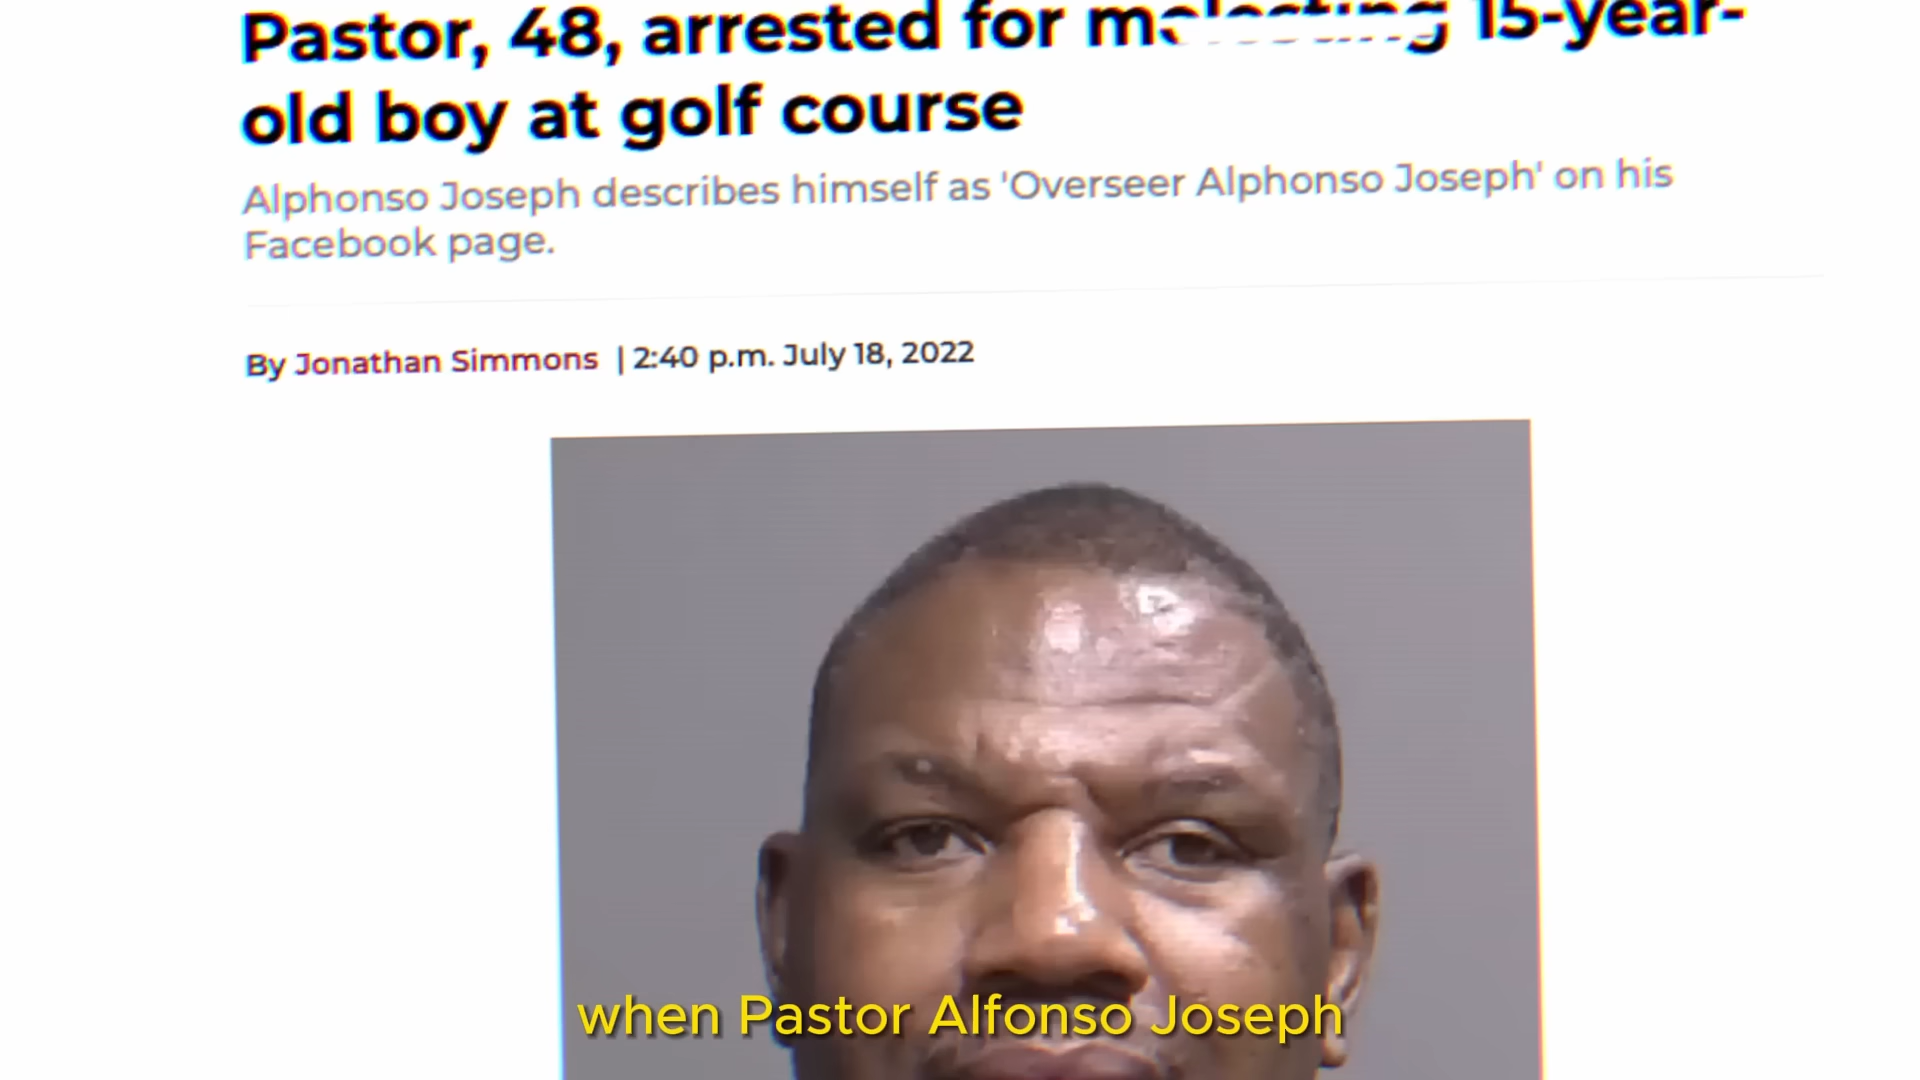 Pastor, 48, arrested for molesting 15-year-
old boy at golf course
Alphonso Joseph describes himself as 'Overseer Alphonso Joseph' on his
Facebook page.
By Jonathan Simmons | 2:40 p.m. July 18, 2022
when Pastor Alfonso Joseph